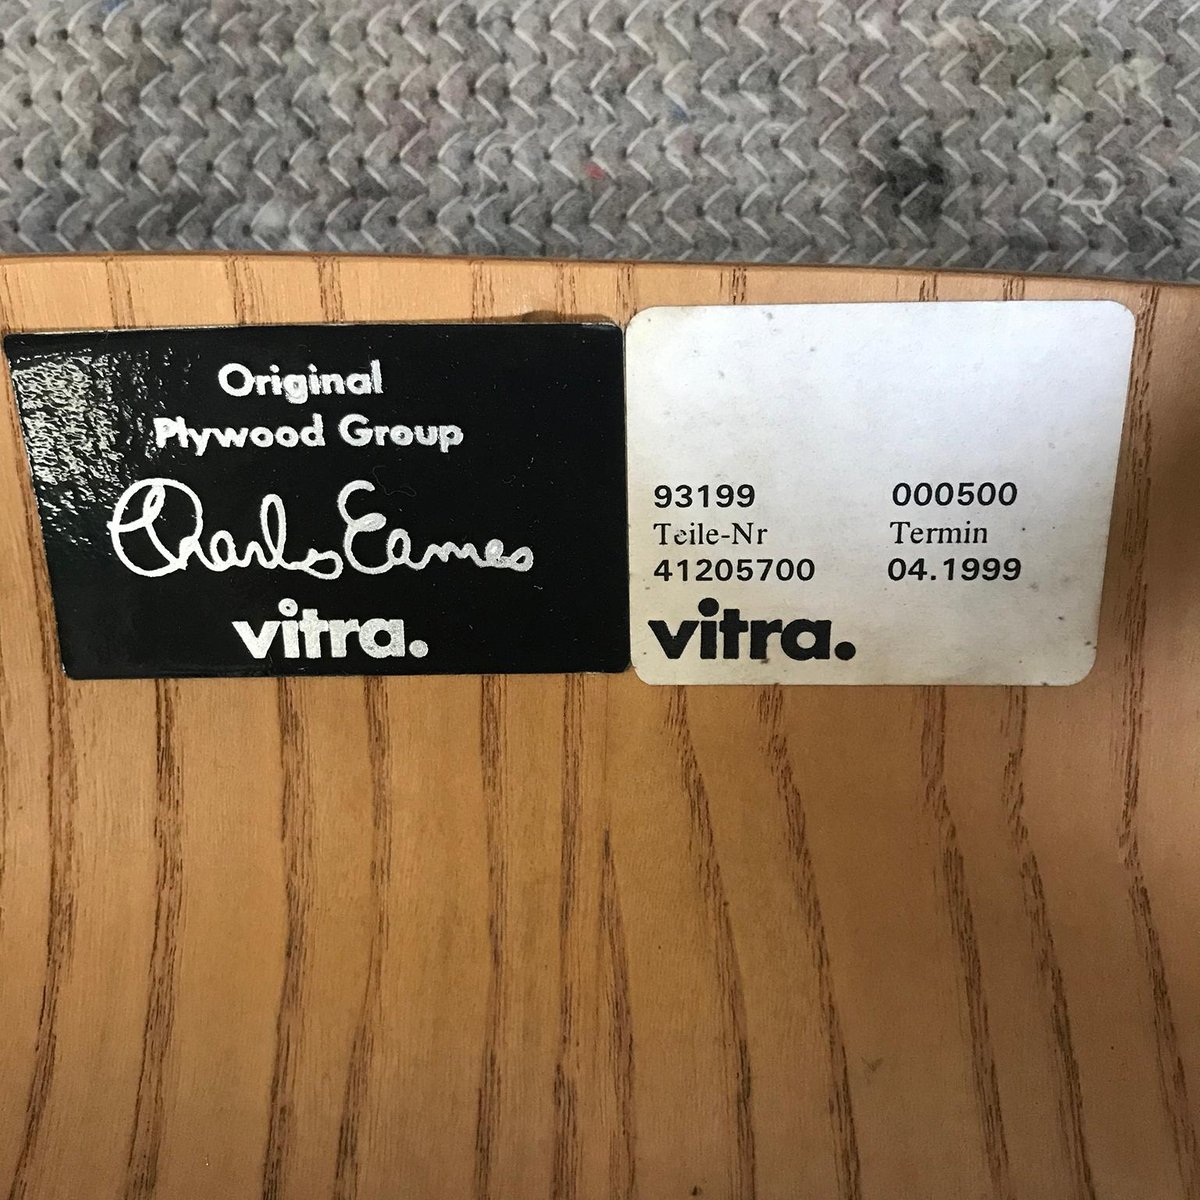 Original
Plywood Group
Charles Eames
vitra.
93199 000500
Teile-Nr Termin
41205700 04.1999
vitra.